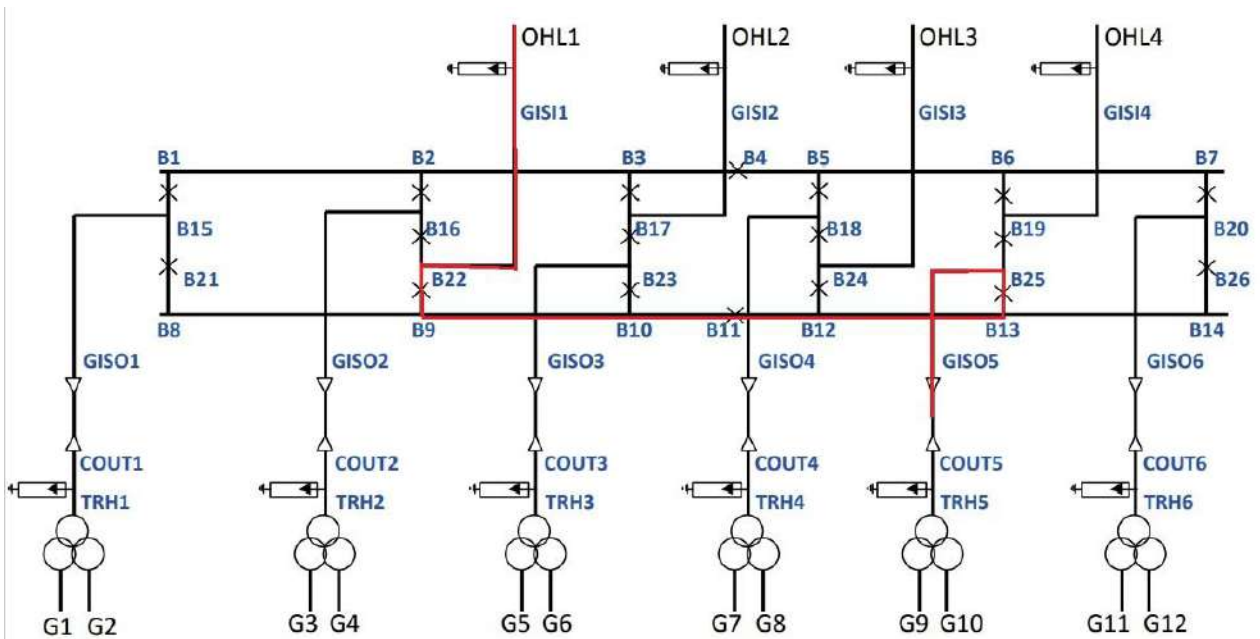 OHL1 OHL2 OHL3 OHL4
GISI1 GISI2 GISI3 GISI4
B1 B2 B3 B4 B5 B6 B7
B15 B16 B17 B18 B19 B20
B21 B22 B23 B24 B25 B26
B8 B9 B10 B11 B12 B13 B14
GISO1 GISO2 GISO3 GISO4 GISO5 GISO6
COUT1 COUT2 COUT3 COUT4 COUT5 COUT6
TRH1 TRH2 TRH3 TRH4 TRH5 TRH6
G1 G2 G3 G4 G5 G6 G7 G8 G9 G10 G11 G12